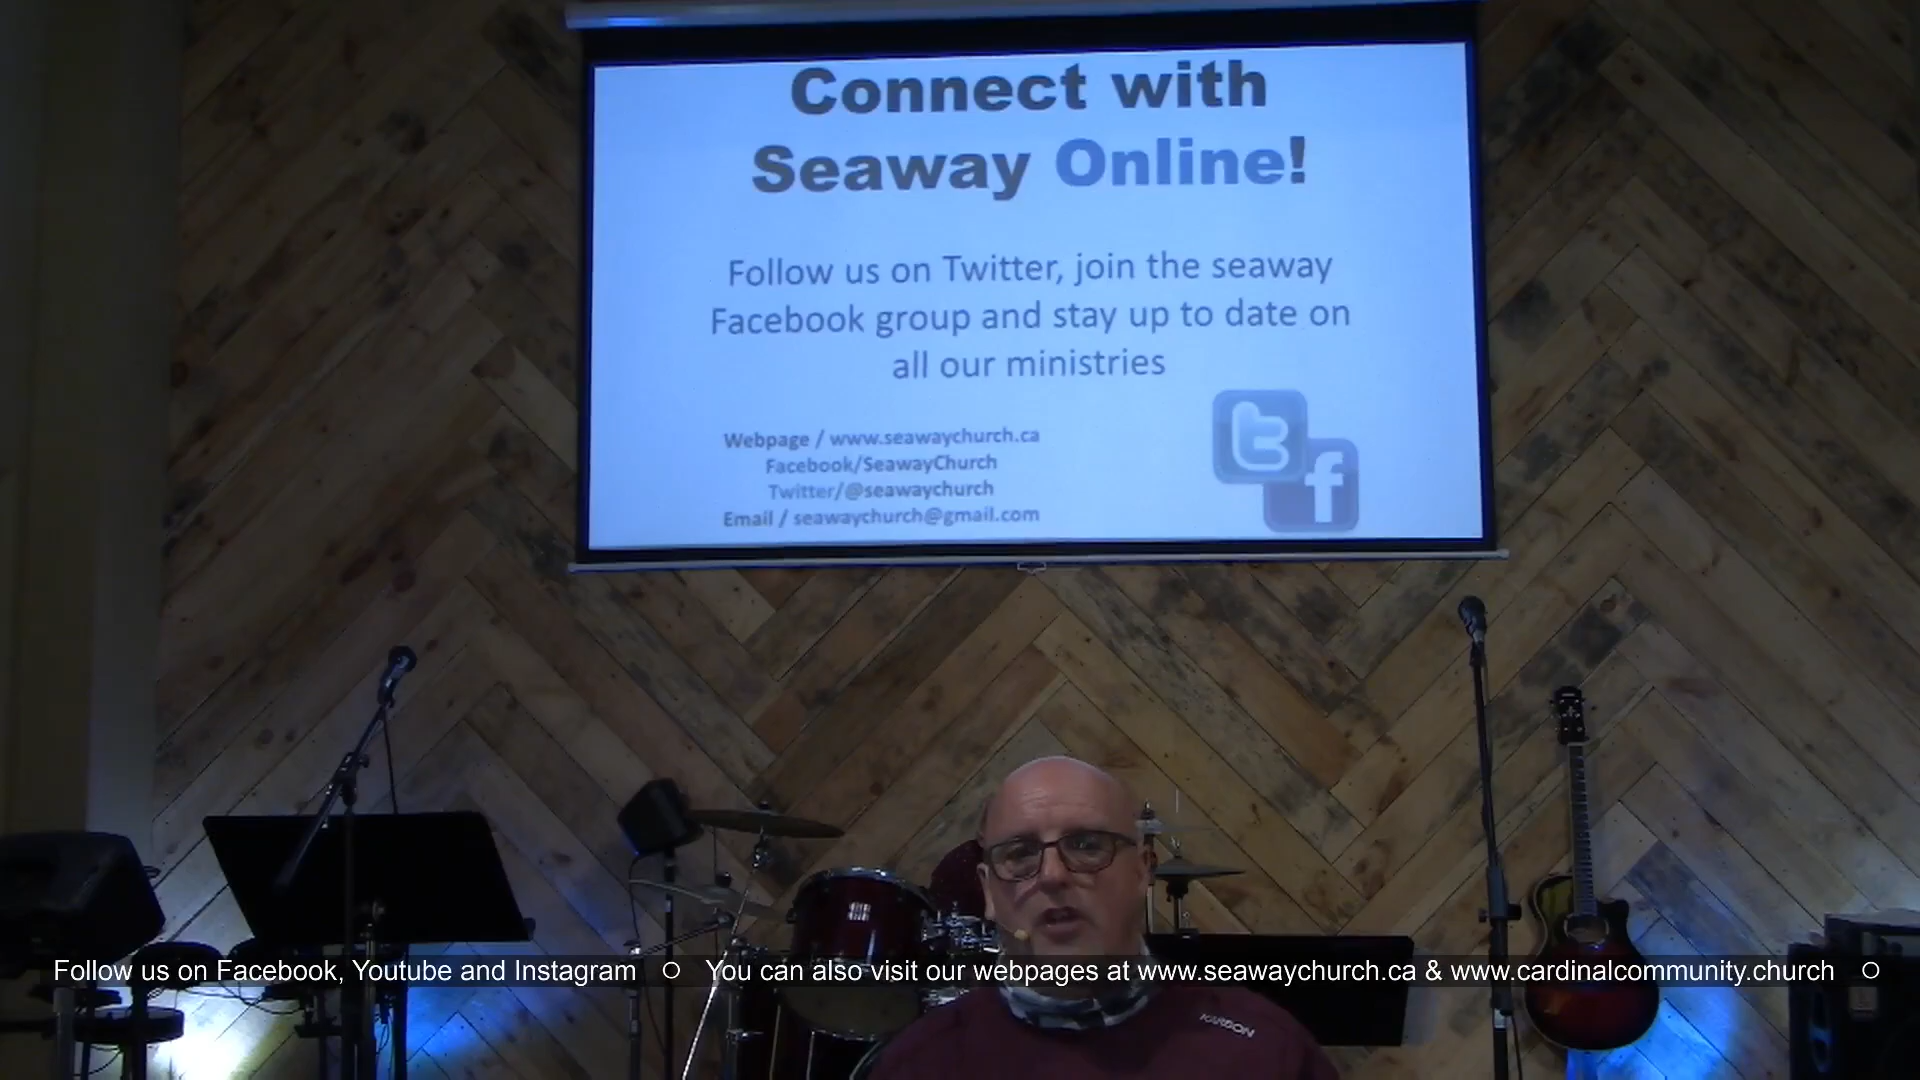 Connect with
Seaway Online!
Follow us on Twitter, join the seaway
Facebook group and stay up to date on
all our ministries
Webpage / www.seawaychurch.ca
Facebook/SeawayChurch
Twitter/@seawaychurch
Email / seawaychurch@gmail.com
t
f
Follow us on Facebook, Youtube and Instagram O You can also visit our webpages at www.seawaychurch.ca & www.cardinalcommunity.church O
KARBON